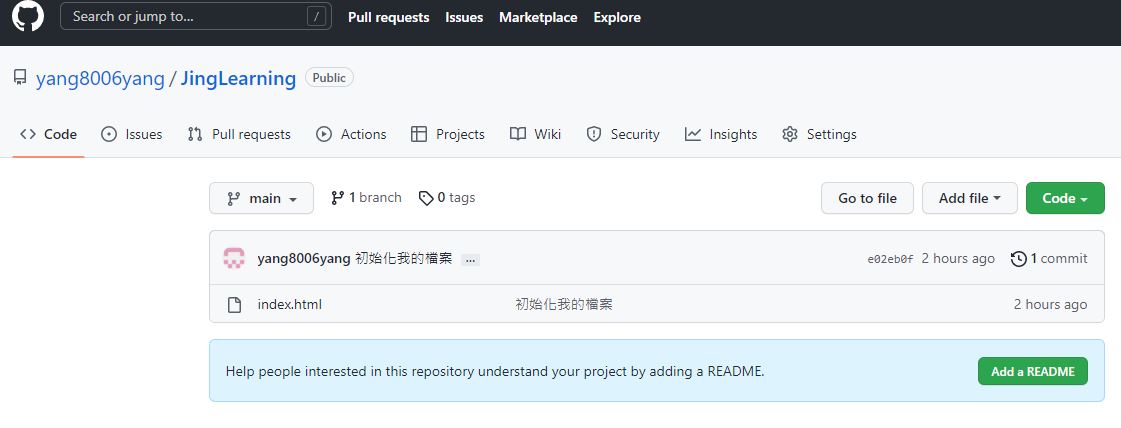 Search or jump to... /
Pull requests Issues Marketplace Explore
yang8006yang / JingLearning Public
Code Issues Pull requests Actions Projects Wiki Security Insights Settings
main 1 branch 0 tags Go to file Add file Code
yang8006yang 初始化我的檔案 ... e02eb0f 2 hours ago 1 commit
index.html 初始化我的檔案 2 hours ago
Help people interested in this repository understand your project by adding a README. Add a README